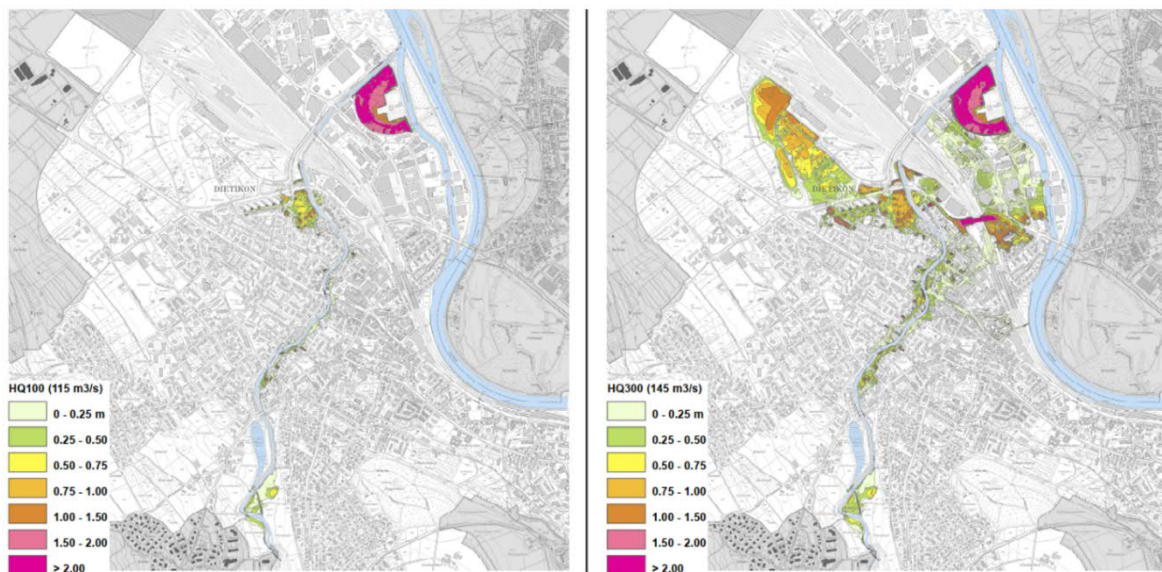 DIETIKON
HQ100 (115 m3/s)
0 - 0.25 m
0.25 - 0.50
0.50 - 0.75
0.75 - 1.00
1.00 - 1.50
1.50 - 2.00
> 2.00
DIETIKON
HQ300 (145 m3/s)
0 - 0.25 m
0.25 - 0.50
0.50 - 0.75
0.75 - 1.00
1.00 - 1.50
1.50 - 2.00
> 2.00